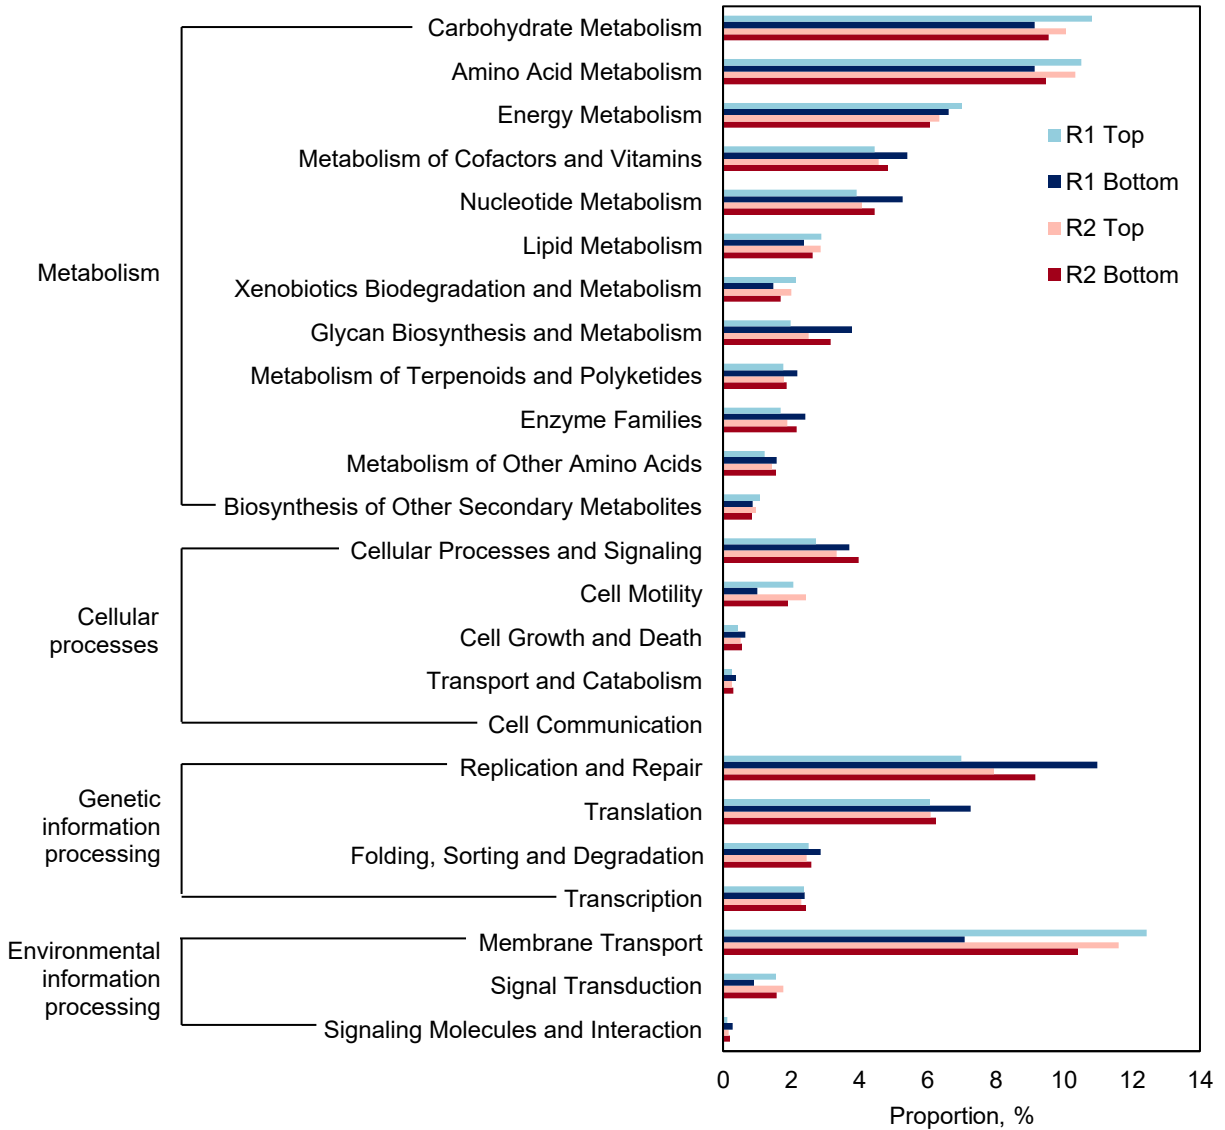 Carbohydrate Metabolism
Amino Acid Metabolism
Energy Metabolism
Metabolism of Cofactors and Vitamins
Nucleotide Metabolism
Lipid Metabolism
Metabolism
Xenobiotics Biodegradation and Metabolism
Glycan Biosynthesis and Metabolism
Metabolism of Terpenoids and Polyketides
Enzyme Families
Metabolism of Other Amino Acids
Biosynthesis of Other Secondary Metabolites
Cellular Processes and Signaling
Cell Motility
Cellular
processes
Cell Growth and Death
Transport and Catabolism
Cell Communication
Replication and Repair
Genetic
information
processing
Translation
Folding, Sorting and Degradation
Transcription
Membrane Transport
Environmental
information
processing
Signal Transduction
Signaling Molecules and Interaction
R1 Top
R1 Bottom
R2 Top
R2 Bottom
0 2 4 6 8 10 12 14
Proportion, %